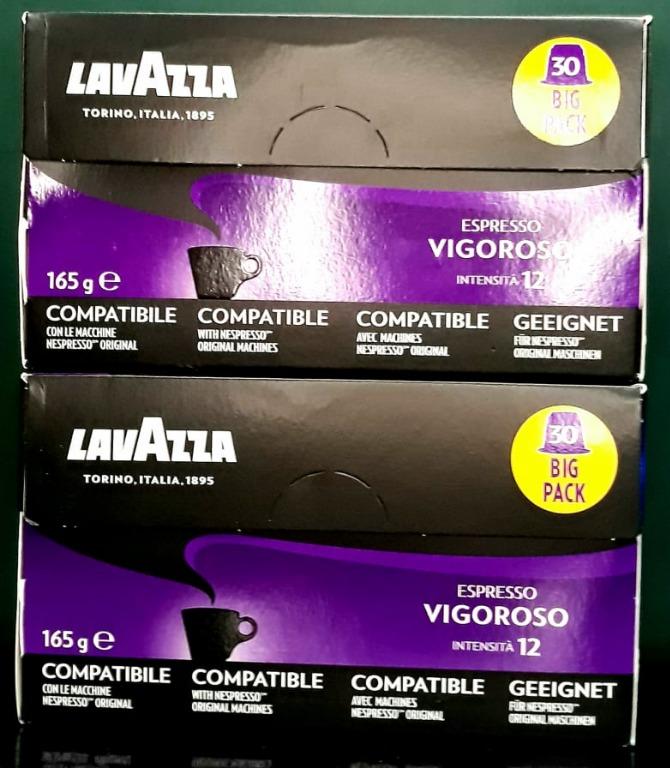 LAVAZZA
TORINO, ITALIA, 1895
30
BIG
PACK
ESPRESSO
VIGOROSO
INTENSITÀ 12
165 g e
COMPATIBILE
CON LE MACCHINE
NESPRESSO™ ORIGINAL
COMPATIBLE
WITH NESPRESSO™
ORIGINAL MACHINES
COMPATIBLE
AVEC MACHINES
NESPRESSO™ ORIGINAL
GEEIGNET
FÜR NESPRESSO™
ORIGINAL MASCHINEN
LAVAZZA
TORINO, ITALIA, 1895
30
BIG
PACK
ESPRESSO
VIGOROSO
INTENSITÀ 12
165 g e
COMPATIBILE
CON LE MACCHINE
NESPRESSO™ ORIGINAL
COMPATIBLE
WITH NESPRESSO™
ORIGINAL MACHINES
COMPATIBLE
AVEC MACHINES
NESPRESSO™ ORIGINAL
GEEIGNET
FÜR NESPRESSO™
ORIGINAL MASCHINEN